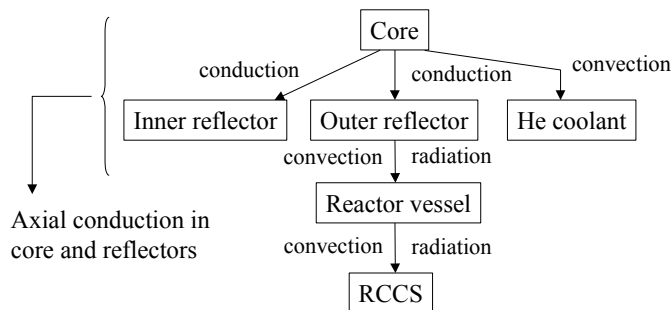 Core
conduction
conduction
convection
Inner reflector
Outer reflector
He coolant
convection
radiation
Reactor vessel
Axial conduction in
core and reflectors
convection
radiation
RCCS